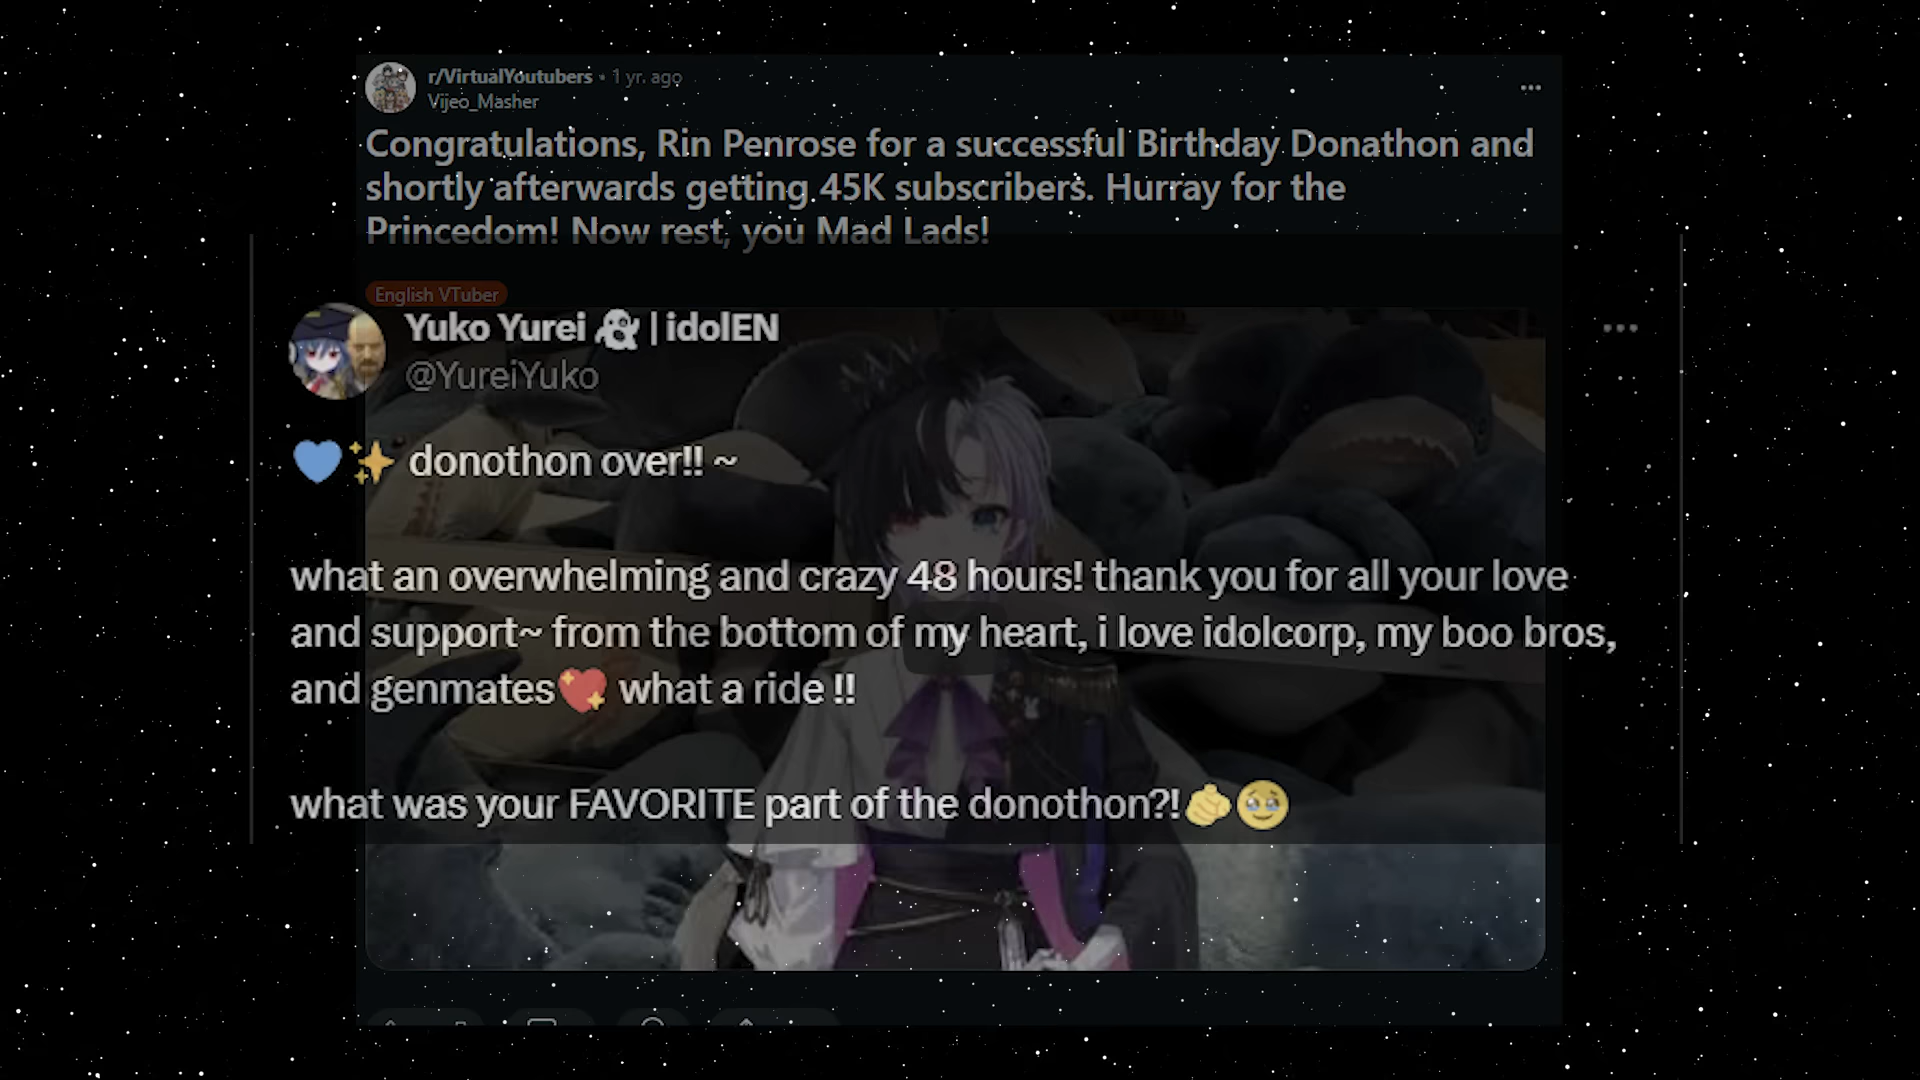 r/VirtualYoutubers • 1 yr. ago
Vijeo_Masher
Congratulations, Rin Penrose for a successful Birthday Donathon and
shortly afterwards getting 45K subscribers. Hurray for the
Princedom! Now rest, you Mad Lads!
English VTuber
Yuko Yurei 👻 | idolEN
@YureiYuko
💙✨ donothon over!! ~
what an overwhelming and crazy 48 hours! thank you for all your love
and support~ from the bottom of my heart, i love idolcorp, my boo bros,
and genmates💖 what a ride !!
what was your FAVORITE part of the donothon?!🫵🥹